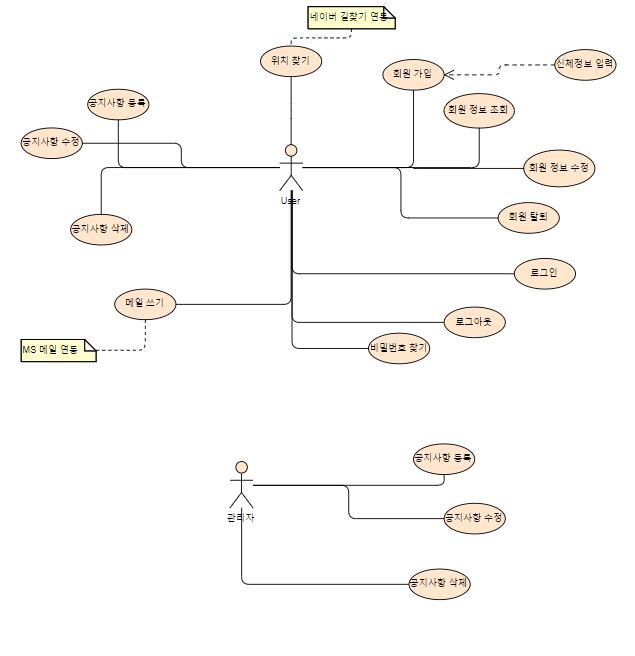 네이버 길찾기 연동
위치 찾기
회원 가입
신체정보 입력
공지사항 등록
회원 정보 조회
공지사항 수정
회원 정보 수정
User
공지사항 삭제
회원 탈퇴
로그인
메일 쓰기
로그아웃
MS 메일 연동
비밀번호 찾기
공지사항 등록
관리자
공지사항 수정
공지사항 삭제